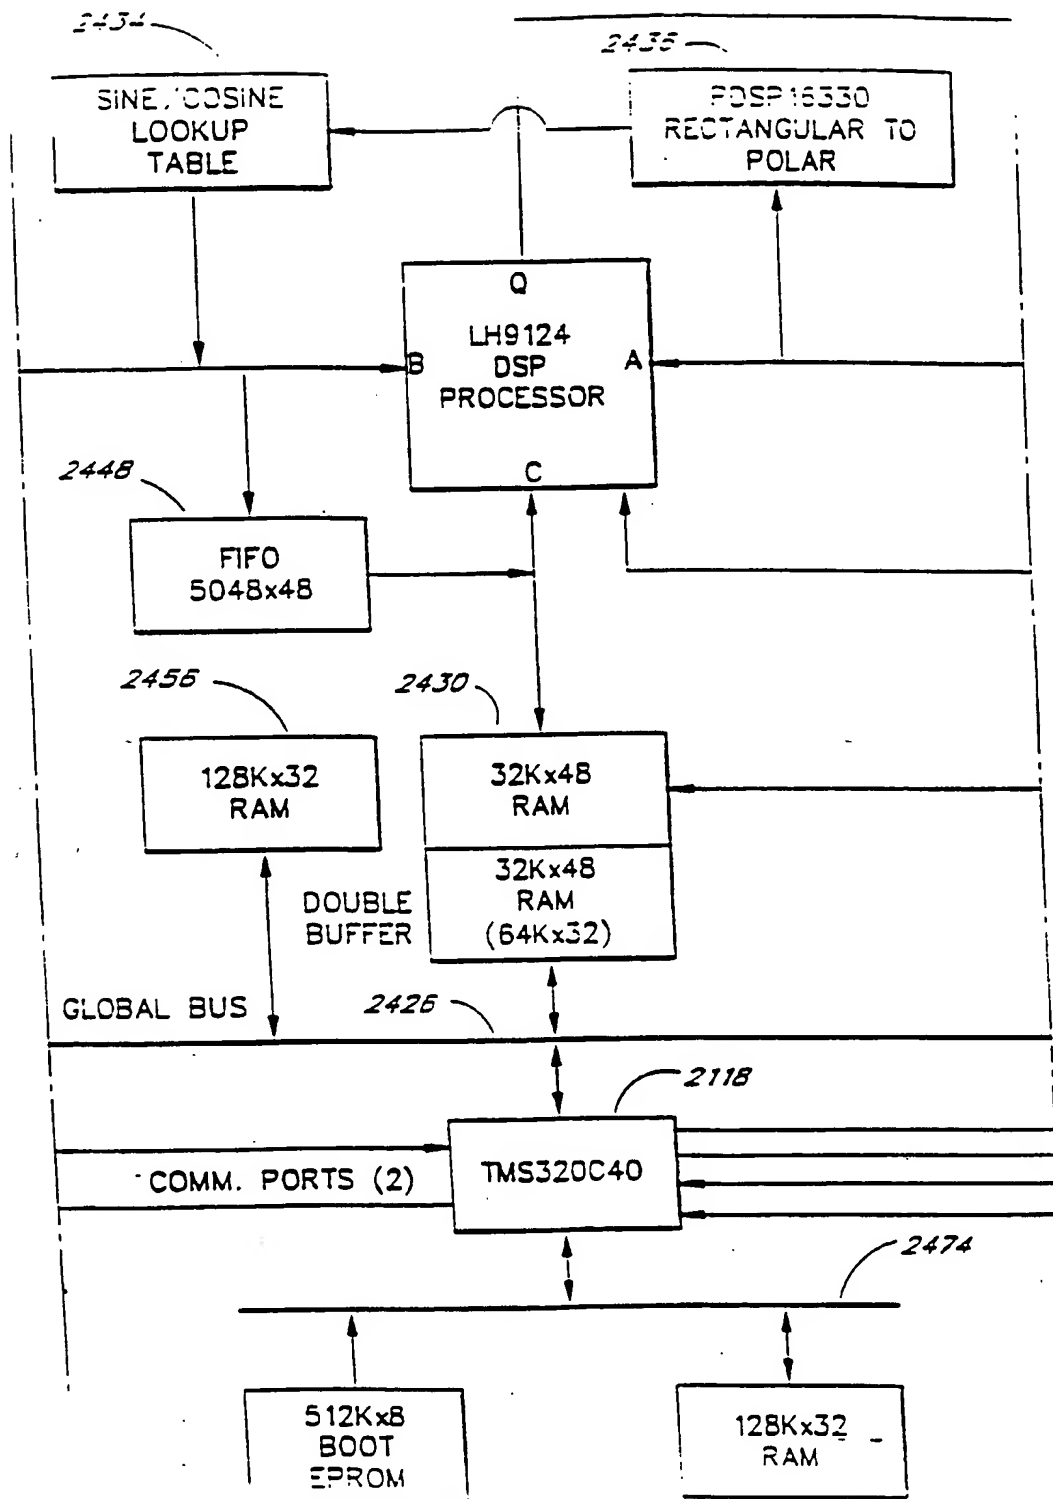 2434
2436
SINE/COSINE
LOOKUP
TABLE
PDSP16330
RECTANGULAR TO
POLAR
Q
LH9124
DSP
PROCESSOR
B
A
C
2448
FIFO
5048x48
2456
2430
128Kx32
RAM
32Kx48
RAM
32Kx48
RAM
(64Kx32)
DOUBLE
BUFFER
GLOBAL BUS
2426
2118
TMS320C40
COMM. PORTS (2)
2474
512Kx8
BOOT
EPROM
128Kx32
RAM